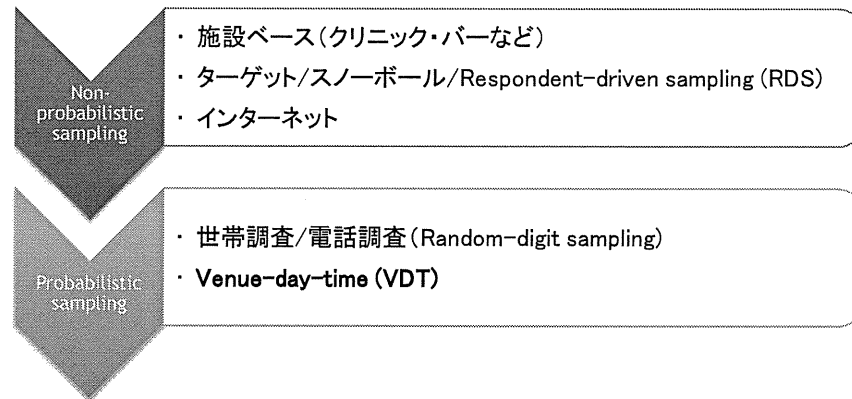 Non-
probabilistic
sampling
・施設ベース(クリニック・バーなど)
・ターゲット/スノーボール/Respondent-driven sampling (RDS)
・インターネット
Probabilistic
sampling
・世帯調査/電話調査(Random-digit sampling)
・Venue-day-time (VDT)